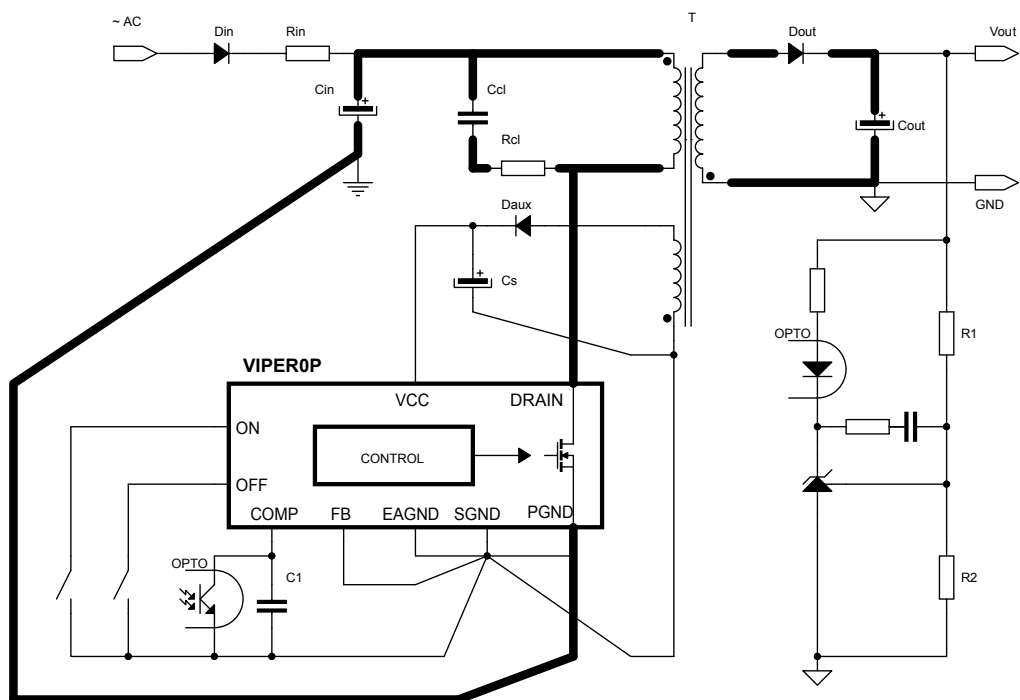 T
~ AC
Din
Rin
Dout
Vout
Cin
+
Ccl
+
Cout
Rcl
GND
Daux
+
Cs
OPTO
R1
VIPER0P
VCC
DRAIN
ON
CONTROL
OFF
COMP
FB
EAGND
SGND
PGND
OPTO
C1
R2